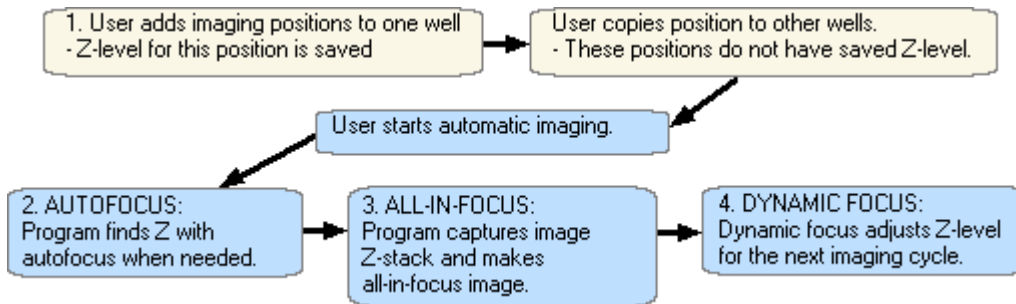 1. User adds imaging positions to one well
- Z-level for this position is saved
User copies position to other wells.
- These positions do not have saved Z-level.
User starts automatic imaging.
2. AUTOFOCUS:
Program finds Z with
autofocus when needed.
3. ALL-IN-FOCUS:
Program captures image
Z-stack and makes
all-in-focus image.
4. DYNAMIC FOCUS:
Dynamic focus adjusts Z-level
for the next imaging cycle.